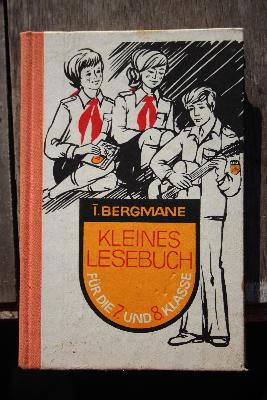 Ī. BERGMANE
KLEINES
LESEBUCH
FÜR DIE 7. UND 8. KLASSE